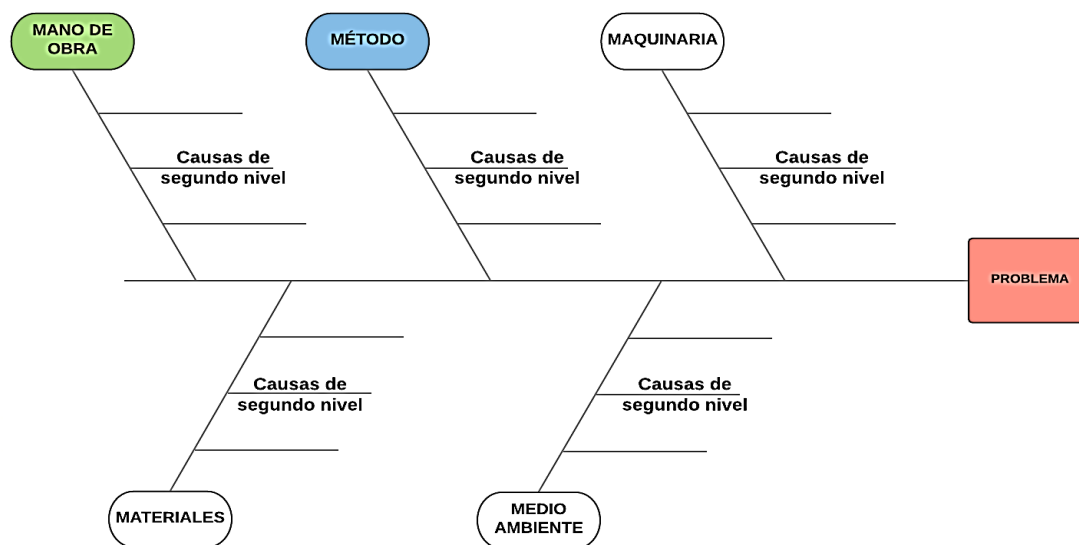 MANO DE
OBRA
MÉTODO
MAQUINARIA
Causas de
segundo nivel
Causas de
segundo nivel
Causas de
segundo nivel
PROBLEMA
Causas de
segundo nivel
Causas de
segundo nivel
MATERIALES
MEDIO
AMBIENTE